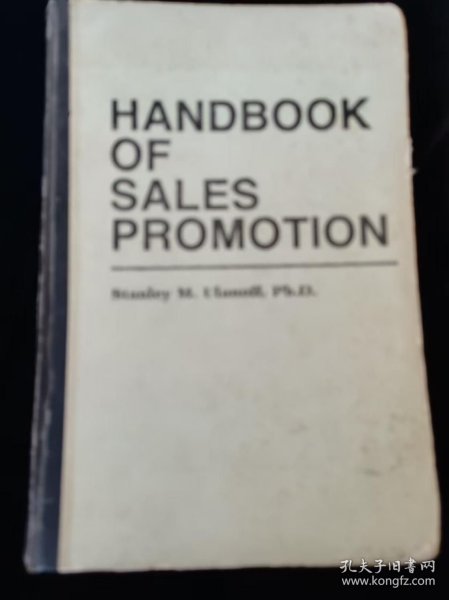 HANDBOOK
OF
SALES
PROMOTION
Stanley M. Ulanoff, Ph.D.
孔夫子旧书网
www.kongfz.com